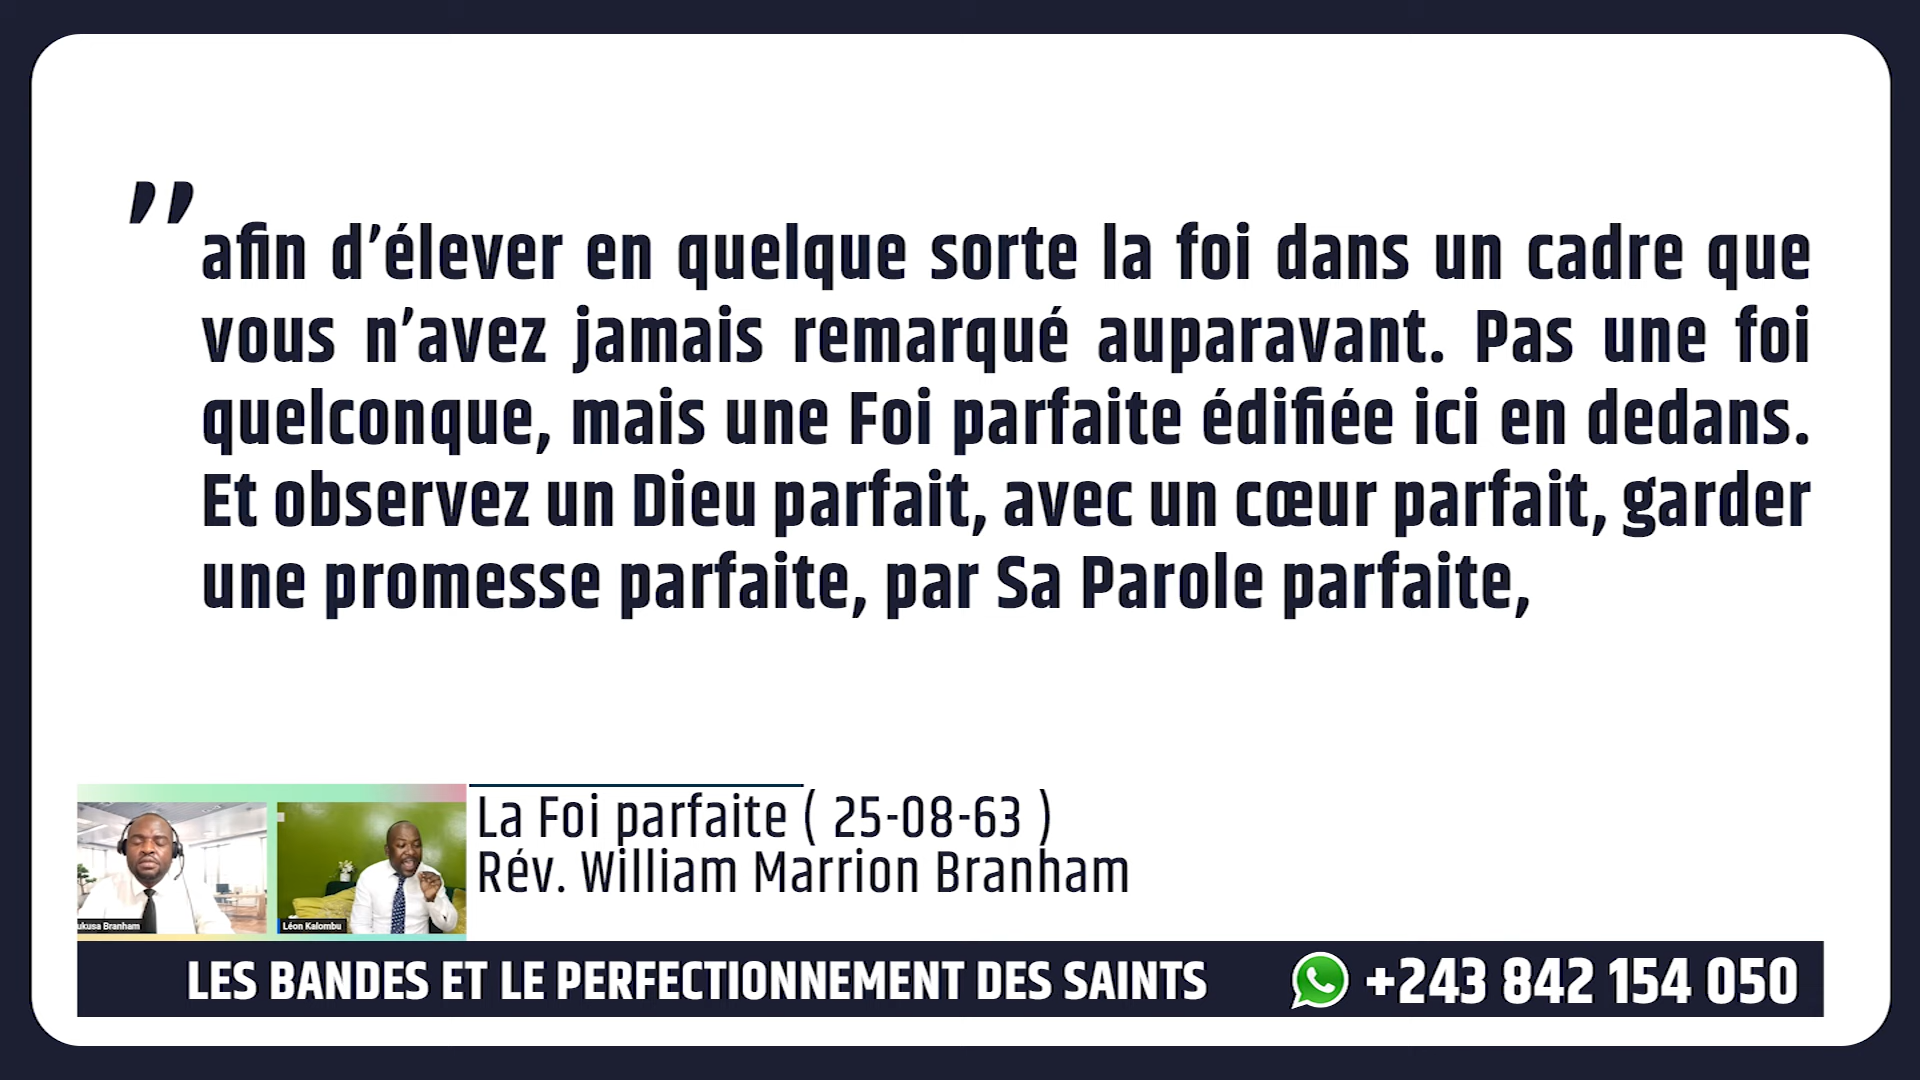 ”
afin d’élever en quelque sorte la foi dans un cadre que
vous n’avez jamais remarqué auparavant. Pas une foi
quelconque, mais une Foi parfaite édifiée ici en dedans.
Et observez un Dieu parfait, avec un cœur parfait, garder
une promesse parfaite, par Sa Parole parfaite,
La Foi parfaite ( 25-08-63 )
Rév. William Marrion Branham
ukusa Branham
Léon Kalombu
LES BANDES ET LE PERFECTIONNEMENT DES SAINTS
+243 842 154 050